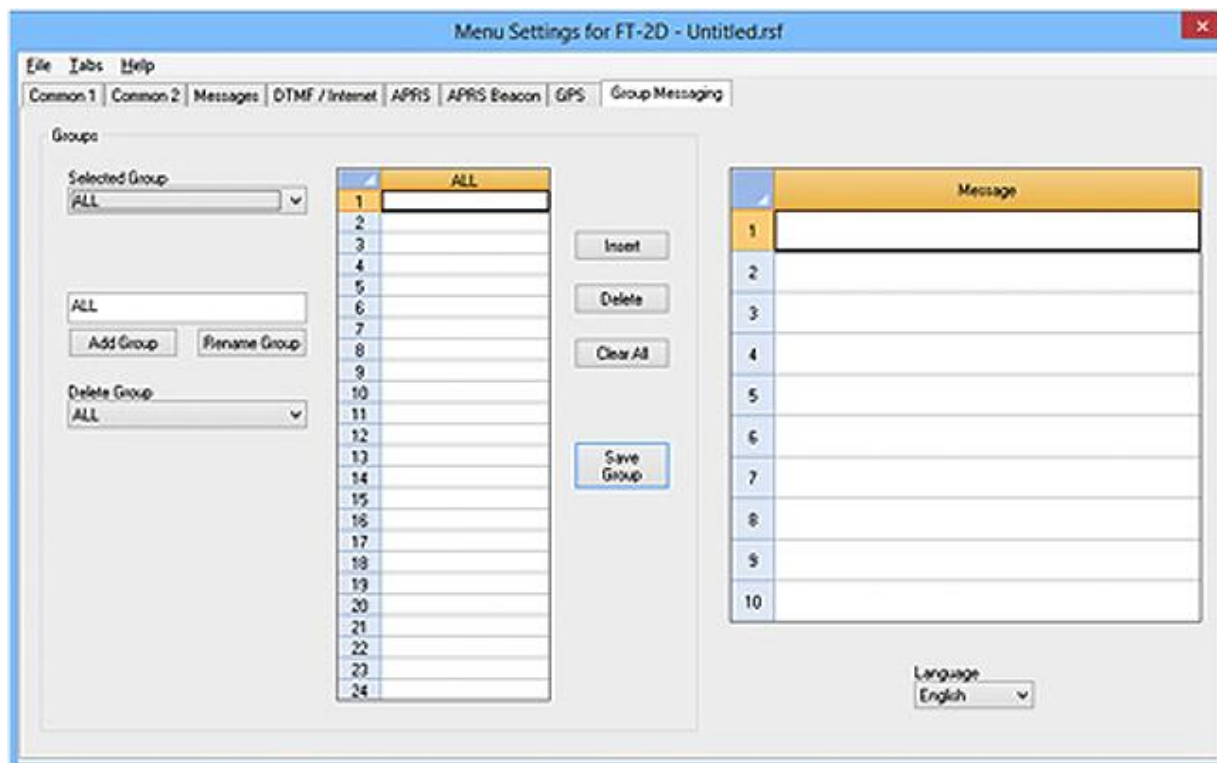 Menu Settings for FT-2D - Untitled.rsf
File Tabs Help
Common 1 Common 2 Messages DTMF / Internet APRS APRS Beacon GPS Group Messaging
Groups
Selected Group
ALL
ALL
Add Group Rename Group
Delete Group
ALL
ALL
1
2
3
4
5
6
7
8
9
10
11
12
13
14
15
16
17
18
19
20
21
22
23
24
Insert
Delete
Clear All
Save
Group
Message
1
2
3
4
5
6
7
8
9
10
Language
English